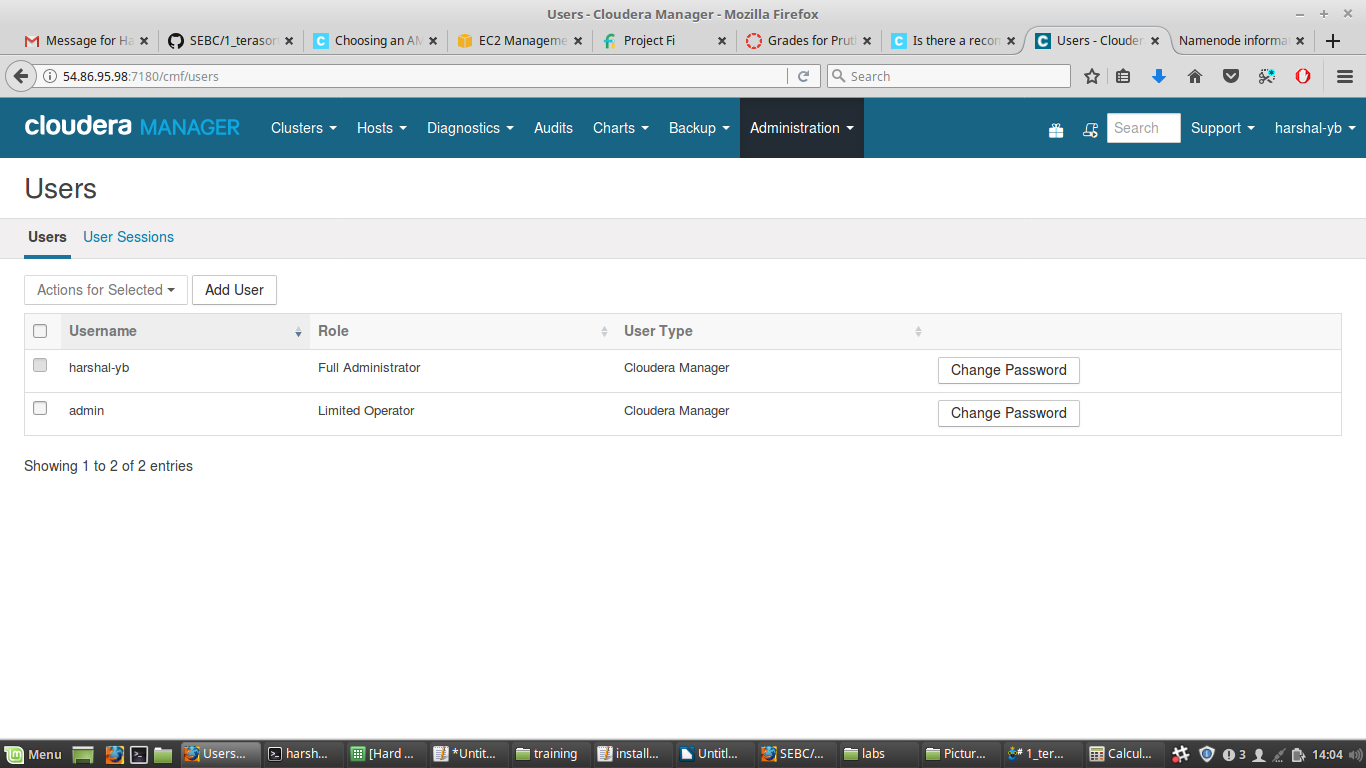 Users - Cloudera Manager - Mozilla Firefox
Message for Ha SEBC/1_terasor Choosing an AM EC2 Manageme Project Fi Grades for Prut Is there a recon Users - Clouder Namenode informat
54.86.95.98:7180/cmf/users Search
cloudera MANAGER Clusters Hosts Diagnostics Audits Charts Backup Administration Search Support harshal-yb
Users
Users User Sessions
Actions for Selected Add User
Username Role User Type
harshal-yb Full Administrator Cloudera Manager Change Password
admin Limited Operator Cloudera Manager Change Password
Showing 1 to 2 of 2 entries
Menu Users... harsh... [Hard ... *Untit... training install... Untitl... SEBC/... labs Pictur... 1_ter... Calcul... 3 14:04